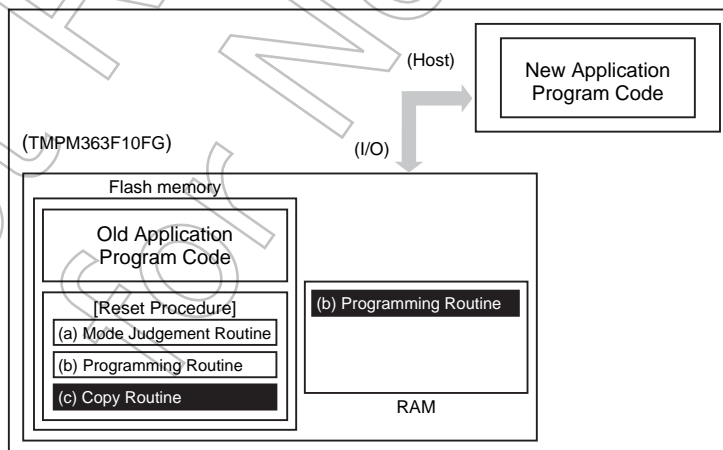 (Host)
New Application
Program Code
(TMPM363F10FG)
(I/O)
Flash memory
Old Application
Program Code
[Reset Procedure]
(a) Mode Judgement Routine
(b) Programming Routine
(c) Copy Routine
(b) Programming Routine
RAM